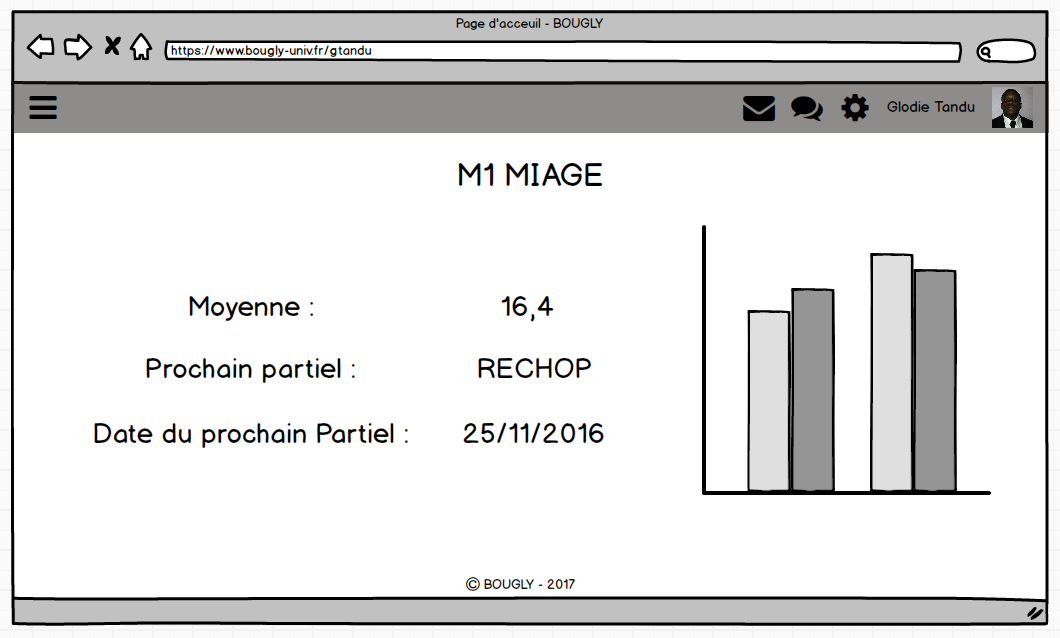 Page d'acceuil - BOUGLY
https://www.bougly-univ.fr/gtandu
Glodie Tandu
M1 MIAGE
Moyenne : 16,4
Prochain partiel : RECHOP
Date du prochain Partiel : 25/11/2016
© BOUGLY - 2017